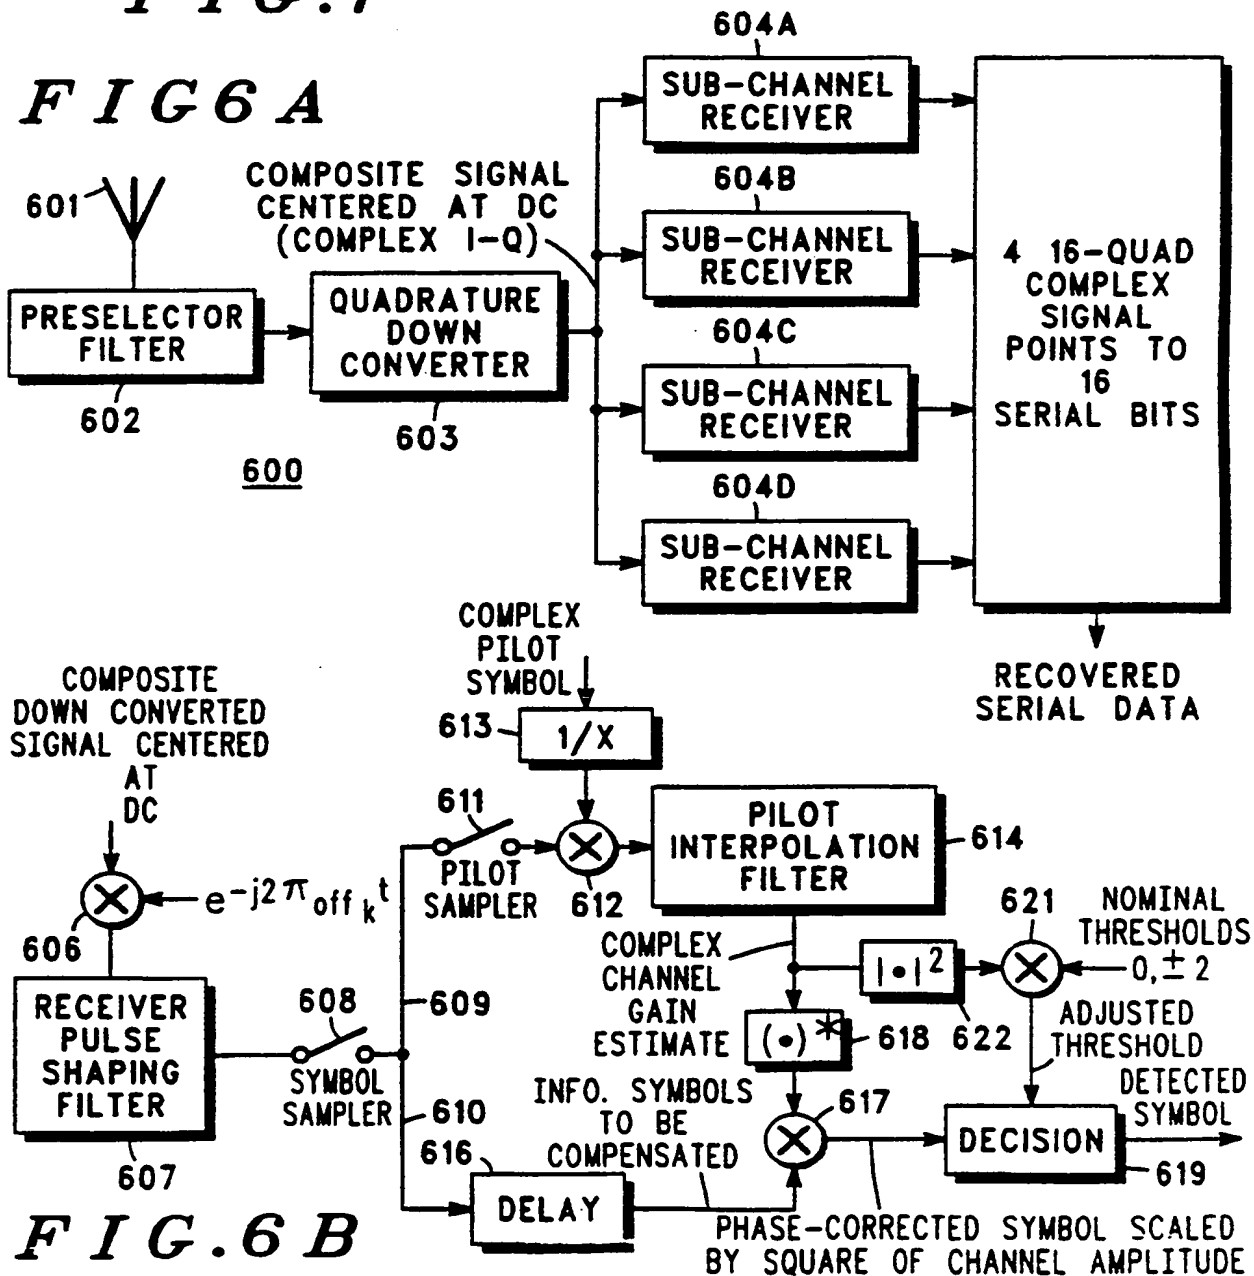 FIG.7
FIG6A
601
PRESELECTOR
FILTER
602
COMPOSITE SIGNAL
CENTERED AT DC
(COMPLEX I-Q)
QUADRATURE
DOWN
CONVERTER
603
600
604A
SUB-CHANNEL
RECEIVER
604B
SUB-CHANNEL
RECEIVER
604C
SUB-CHANNEL
RECEIVER
604D
SUB-CHANNEL
RECEIVER
4 16-QUAD
COMPLEX
SIGNAL
POINTS TO
16
SERIAL BITS
RECOVERED
SERIAL DATA
COMPOSITE
DOWN CONVERTED
SIGNAL CENTERED
AT
DC
606
e-j2πoffkt
RECEIVER
PULSE
SHAPING
FILTER
607
608
SYMBOL
SAMPLER
609
610
611
PILOT
SAMPLER
COMPLEX
PILOT
SYMBOL
613
1/X
612
PILOT
INTERPOLATION
FILTER
614
COMPLEX
CHANNEL
GAIN
ESTIMATE
|•|2
622
621
NOMINAL
THRESHOLDS
0,±2
(•)*
618
ADJUSTED
THRESHOLD
616
DELAY
INFO. SYMBOLS
TO BE
COMPENSATED
617
DECISION
619
DETECTED
SYMBOL
PHASE-CORRECTED SYMBOL SCALED
BY SQUARE OF CHANNEL AMPLITUDE
FIG.6B